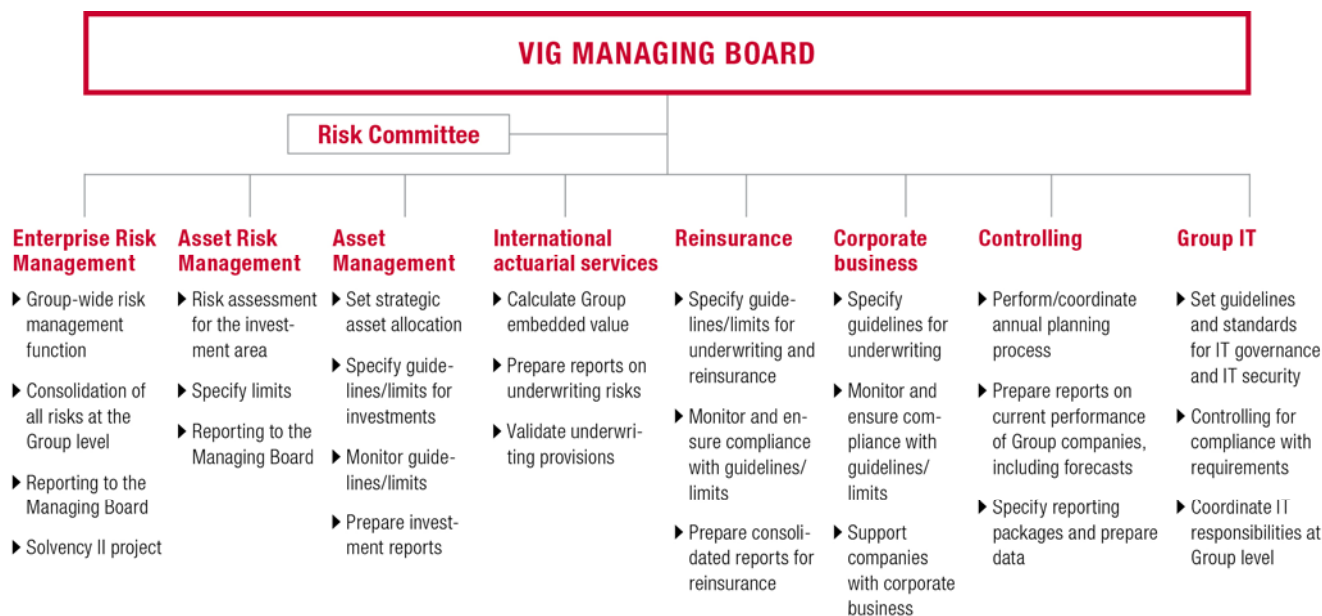 VIG MANAGING BOARD
Risk Committee
Enterprise Risk
Management
▶ Group-wide risk
management
function
▶ Consolidation of
all risks at the
Group level
▶ Reporting to the
Managing Board
▶ Solvency II project
Asset Risk
Management
▶ Risk assessment
for the invest-
ment area
▶ Specify limits
▶ Reporting to the
Managing Board
Asset
Management
▶ Set strategic
asset allocation
▶ Specify guide-
lines/limits for
investments
▶ Monitor guide-
lines/limits
▶ Prepare invest-
ment reports
International
actuarial services
▶ Calculate Group
embedded value
▶ Prepare reports on
underwriting risks
▶ Validate underwri-
ting provisions
Reinsurance
▶ Specify guide-
lines/limits for
underwriting and
reinsurance
▶ Monitor and en-
sure compliance
with guidelines/
limits
▶ Prepare consoli-
dated reports for
reinsurance
Corporate
business
▶ Specify
guidelines for
underwriting
▶ Monitor and
ensure com-
pliance with
guidelines/
limits
▶ Support
companies
with corporate
business
Controlling
▶ Perform/coordinate
annual planning
process
▶ Prepare reports on
current performance
of Group companies,
including forecasts
▶ Specify reporting
packages and prepare
data
Group IT
▶ Set guidelines
and standards
for IT governance
and IT security
▶ Controlling for
compliance with
requirements
▶ Coordinate IT
responsibilities at
Group level